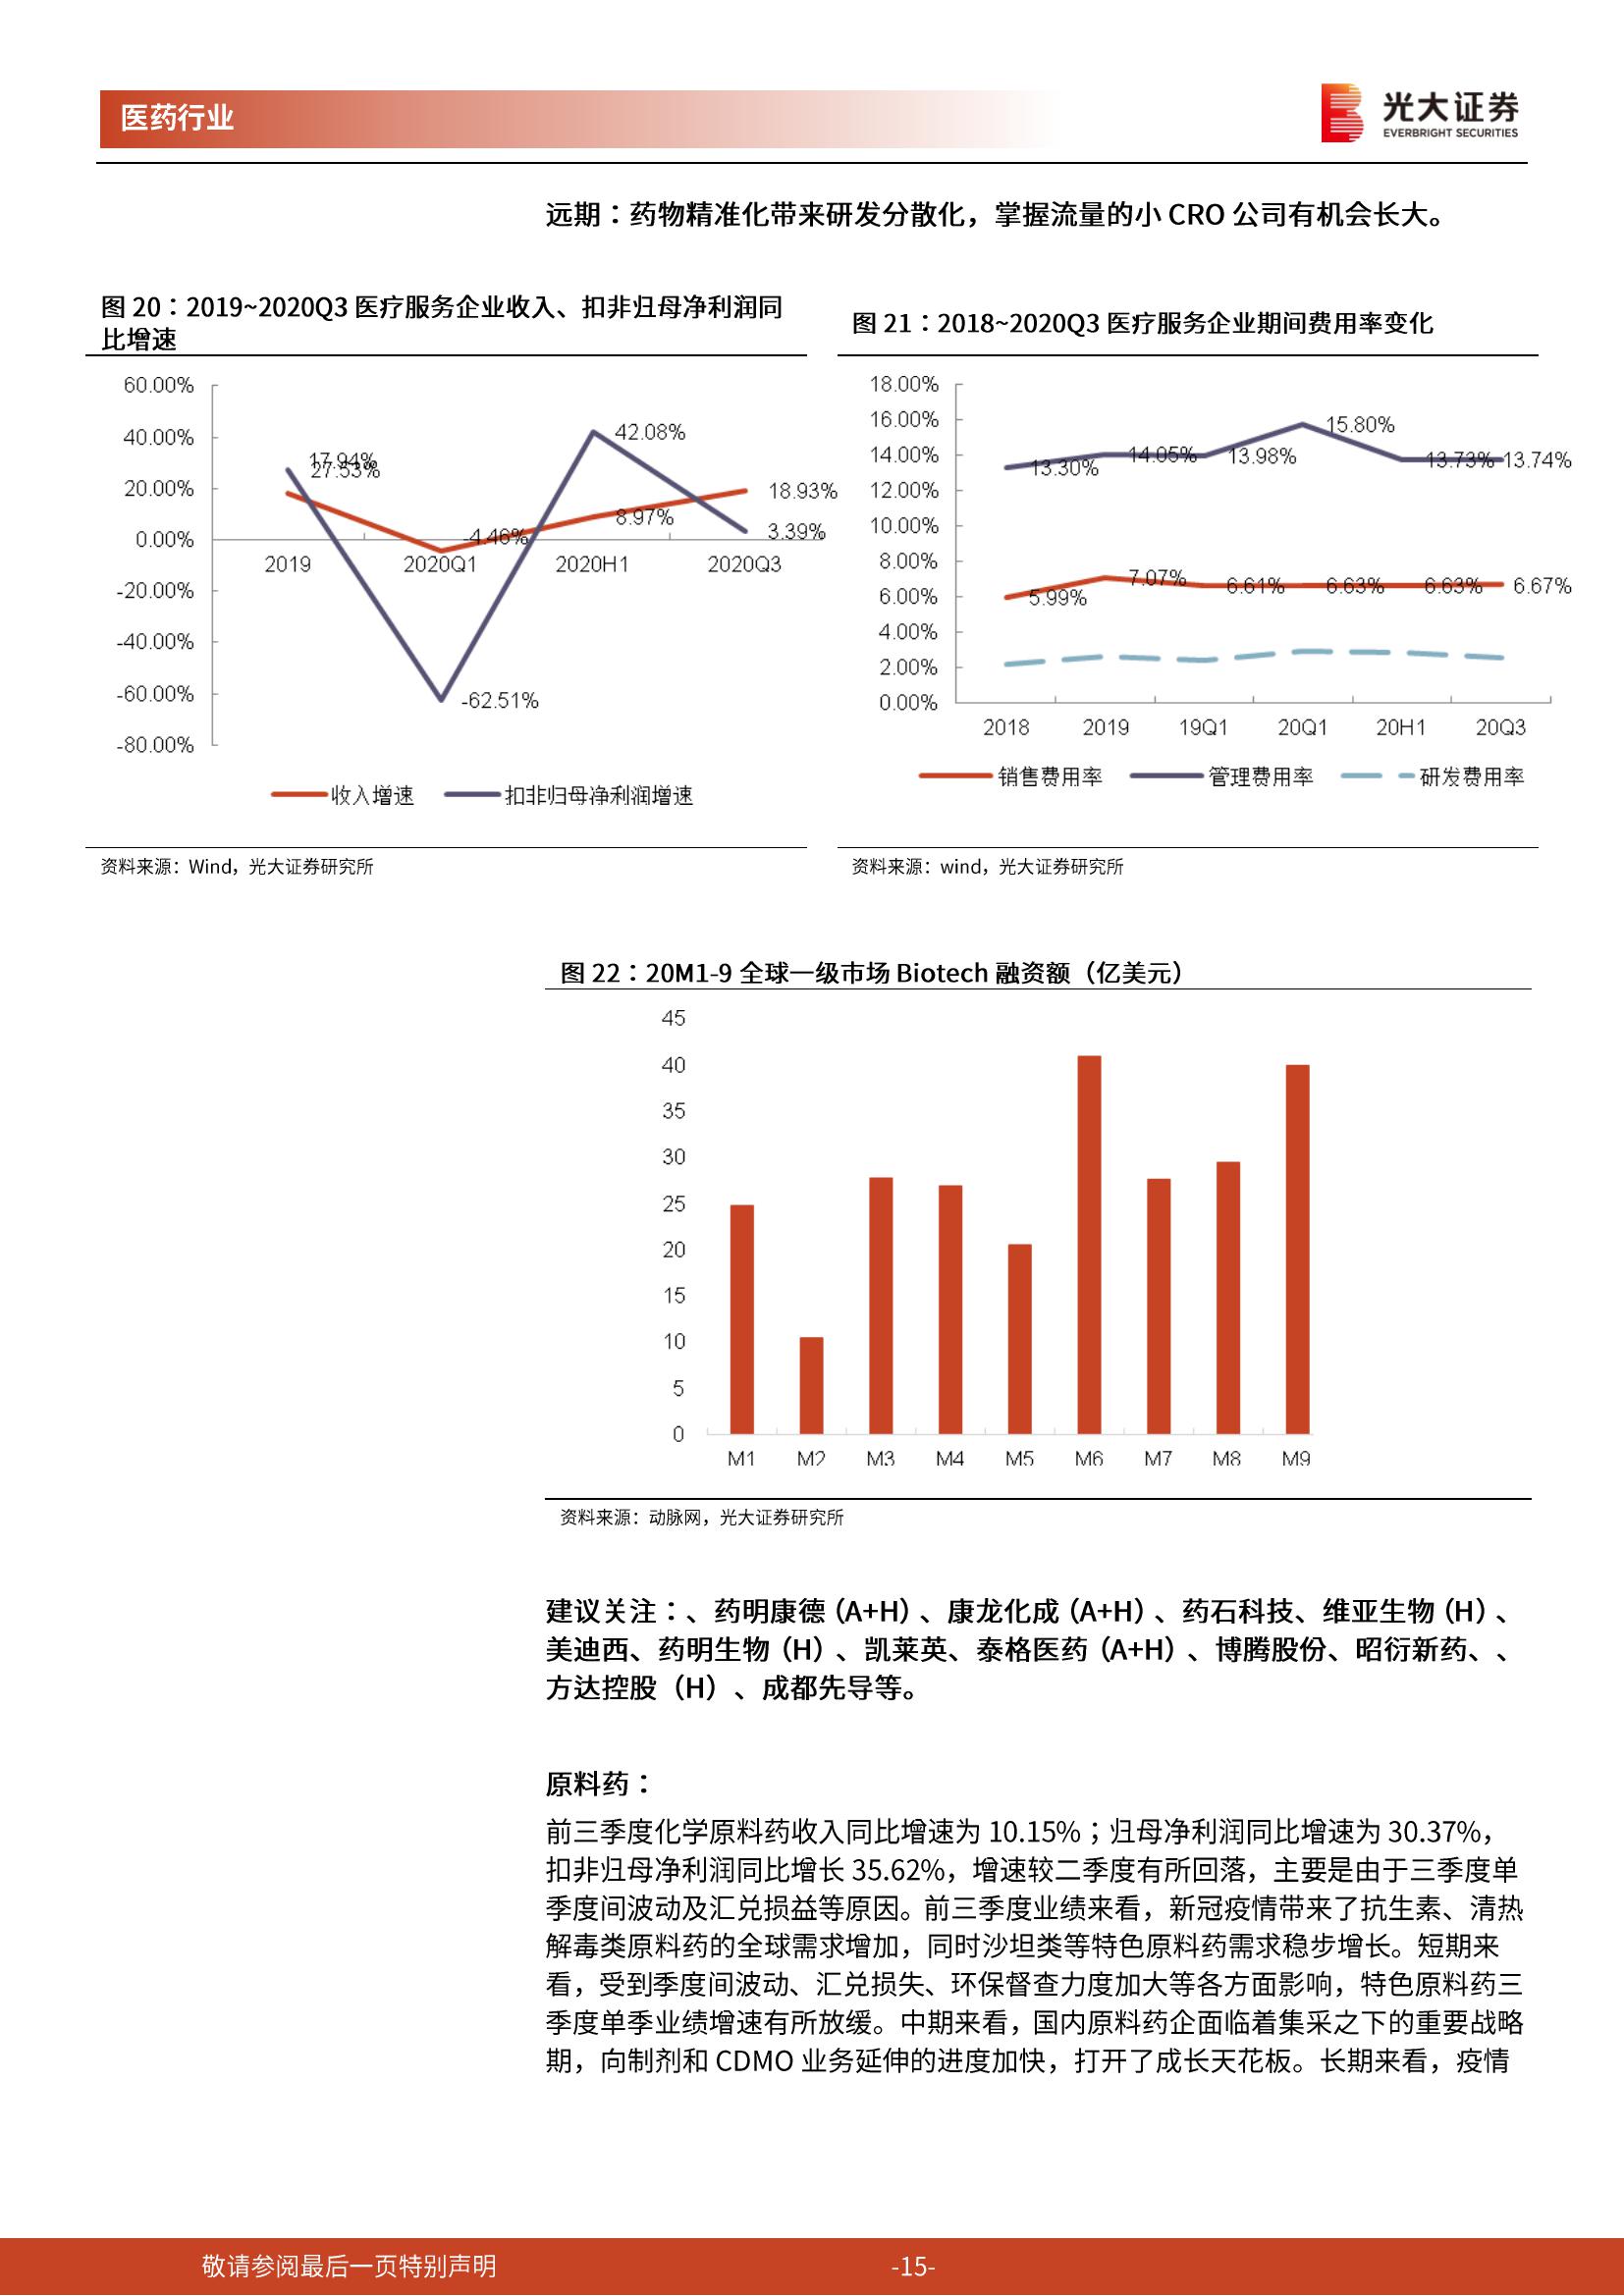 医药行业
光大证券
EVERBRIGHT SECURITIES
远期：药物精准化带来研发分散化，掌握流量的小 CRO 公司有机会长大。
图 20：2019~2020Q3 医疗服务企业收入、扣非归母净利润同
比增速
60.00%
40.00%
20.00%
0.00%
-20.00%
-40.00%
-60.00%
-80.00%
17.94%
27.53%
42.08%
18.93%
-4.46%
8.97%
3.39%
-62.51%
2019
2020Q1
2020H1
2020Q3
收入增速
扣非归母净利润增速
资料来源：Wind，光大证券研究所
图 21：2018~2020Q3 医疗服务企业期间费用率变化
18.00%
16.00%
14.00%
12.00%
10.00%
8.00%
6.00%
4.00%
2.00%
0.00%
13.30%
14.05%
13.98%
15.80%
13.73%
13.74%
5.99%
7.07%
6.61%
6.63%
6.63%
6.67%
2018
2019
19Q1
20Q1
20H1
20Q3
销售费用率
管理费用率
研发费用率
资料来源：wind，光大证券研究所
图 22：20M1-9 全球一级市场 Biotech 融资额（亿美元）
45
40
35
30
25
20
15
10
5
0
M1
M2
M3
M4
M5
M6
M7
M8
M9
资料来源：动脉网，光大证券研究所
建议关注：、药明康德（A+H）、康龙化成（A+H）、药石科技、维亚生物（H）、
美迪西、药明生物（H）、凯莱英、泰格医药（A+H）、博腾股份、昭衍新药、、
方达控股（H）、成都先导等。
原料药：
前三季度化学原料药收入同比增速为 10.15%；归母净利润同比增速为 30.37%，
扣非归母净利润同比增长 35.62%，增速较二季度有所回落，主要是由于三季度单
季度间波动及汇兑损益等原因。前三季度业绩来看，新冠疫情带来了抗生素、清热
解毒类原料药的全球需求增加，同时沙坦类等特色原料药需求稳步增长。短期来
看，受到季度间波动、汇兑损失、环保督查力度加大等各方面影响，特色原料药三
季度单季业绩增速有所放缓。中期来看，国内原料药企面临着集采之下的重要战略
期，向制剂和 CDMO 业务延伸的进度加快，打开了成长天花板。长期来看，疫情
敬请参阅最后一页特别声明
-15-